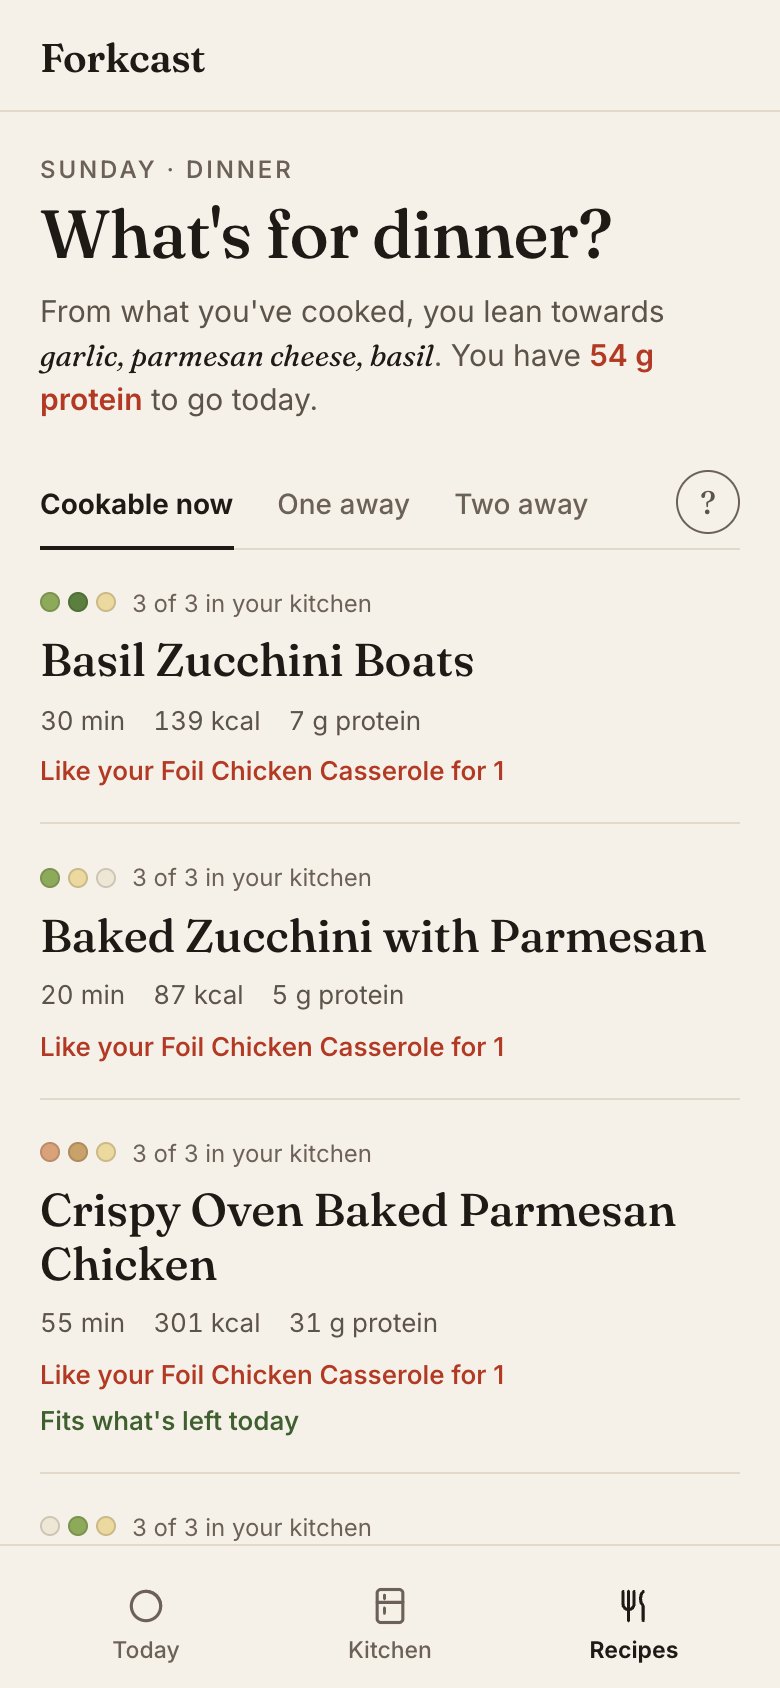 Forkcast
SUNDAY · DINNER
What's for dinner?
From what you've cooked, you lean towards
garlic, parmesan cheese, basil. You have 54 g
protein to go today.
Cookable now One away Two away ?
3 of 3 in your kitchen
Basil Zucchini Boats
30 min 139 kcal 7 g protein
Like your Foil Chicken Casserole for 1
3 of 3 in your kitchen
Baked Zucchini with Parmesan
20 min 87 kcal 5 g protein
Like your Foil Chicken Casserole for 1
3 of 3 in your kitchen
Crispy Oven Baked Parmesan
Chicken
55 min 301 kcal 31 g protein
Like your Foil Chicken Casserole for 1
Fits what's left today
3 of 3 in your kitchen
Today Kitchen Recipes